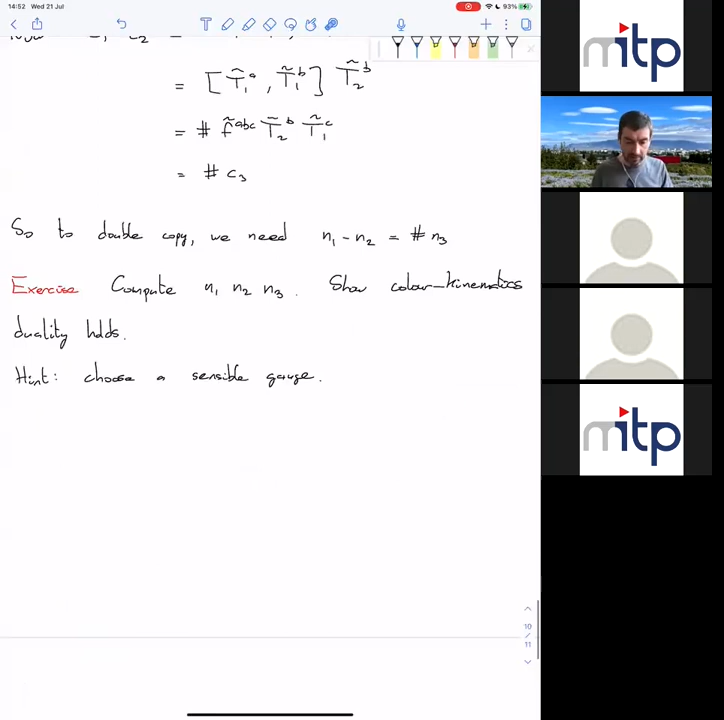 14:52 Wed 21 Jul
93%
= [ T̃₁ᵃ , T̃₁ᵇ ] T̃₂ᵇ
= # f̃ᵃᵇᶜ T̃₂ᵇ T̃₁ᶜ
= # c₃
So to double copy, we need n₁ - n₂ = # n₃
Exercise Compute n₁ n₂ n₃. Show colour-kinematics
duality holds.
Hint: choose a sensible gauge.
10
11
mitp
mitp